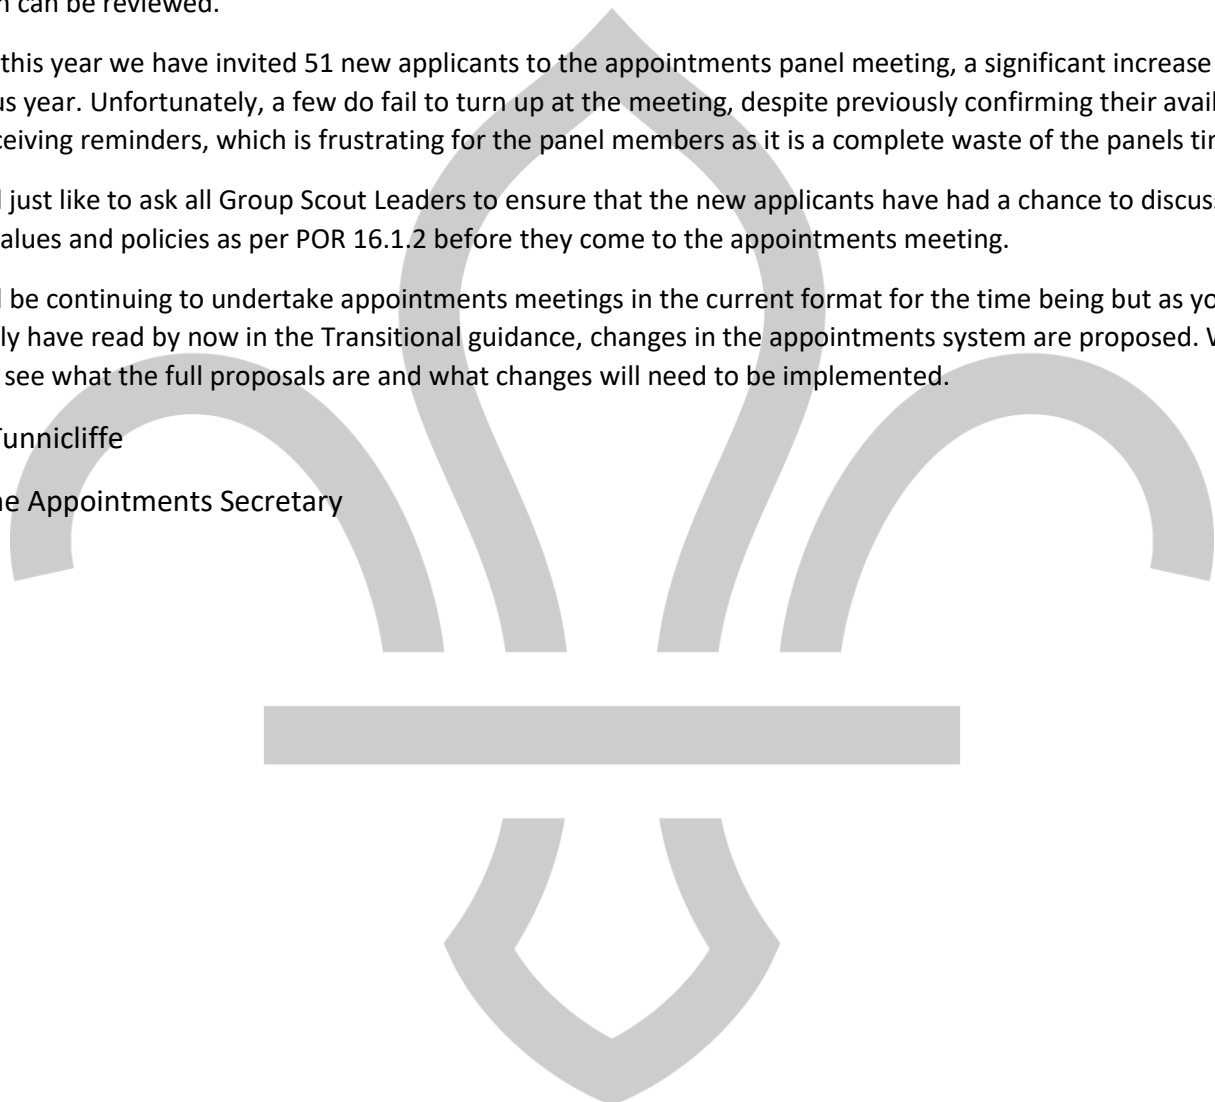 can be reviewed.
this year we have invited 51 new applicants to the appointments panel meeting, a significant increase
us year. Unfortunately, a few do fail to turn up at the meeting, despite previously confirming their avail
ceiving reminders, which is frustrating for the panel members as it is a complete waste of the panels
just like to ask all Group Scout Leaders to ensure that the new applicants have had a chance to discuss
alues and policies as per POR 16.1.2 before they come to the appointments meeting.
be continuing to undertake appointments meetings in the current format for the time being but as yo
ly have read by now in the Transitional guidance, changes in the appointments system are proposed.
see what the full proposals are and what changes will need to be implemented.
Tunnicliffe
Appointments Secretary